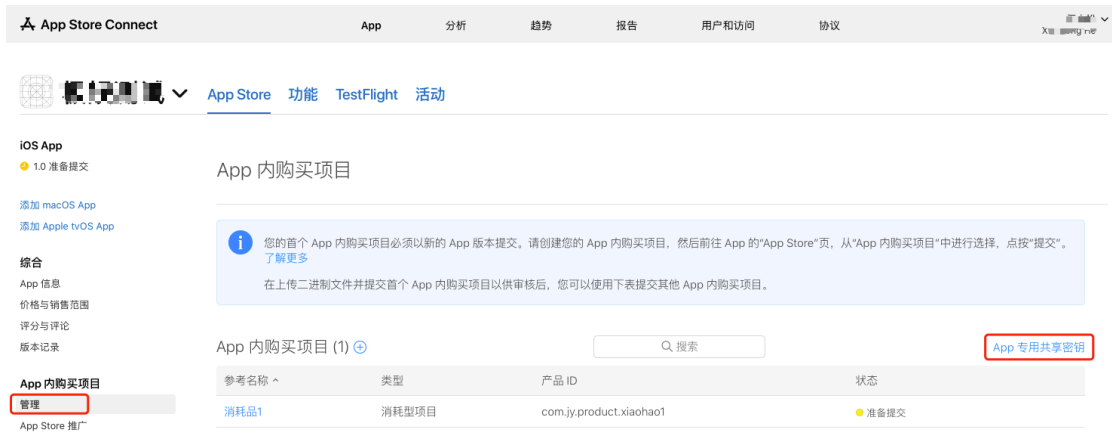 App Store Connect
App 分析 趋势 报告 用户和访问 协议
App Store 功能 TestFlight 活动
iOS App
1.0 准备提交
添加 macOS App
添加 Apple tvOS App
综合
App 信息
价格与销售范围
评分与评论
版本记录
App 内购买项目
管理
App Store 推广
App 内购买项目
您的首个 App 内购买项目必须以新的 App 版本提交。请创建您的 App 内购买项目，然后前往 App 的“App Store”页，从“App 内购买项目”中进行选择，点按“提交”。
了解更多
在上传二进制文件并提交首个 App 内购买项目以供审核后，您可以使用下表提交其他 App 内购买项目。
App 内购买项目 (1)
搜索
App 专用共享密钥
参考名称 类型 产品 ID 状态
消耗品1 消耗型项目 com.jy.product.xiaohao1 准备提交